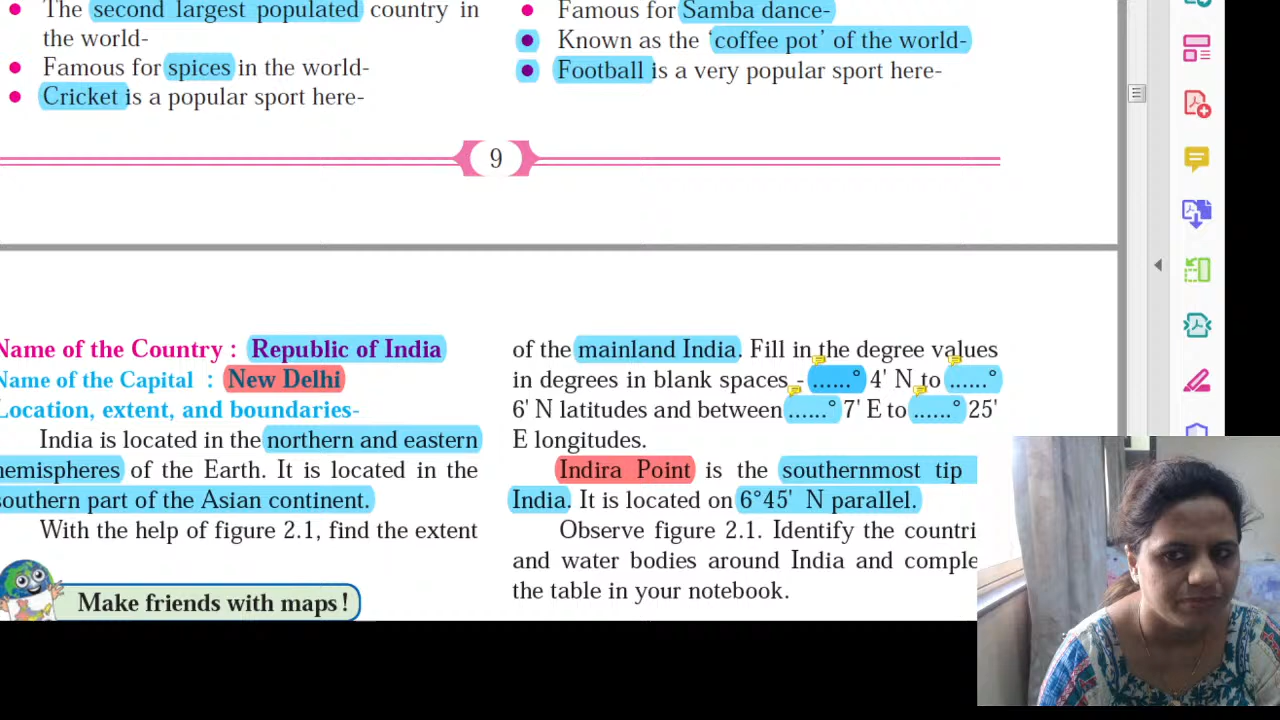 The second largest populated country in
the world-
Famous for spices in the world-
Cricket is a popular sport here-
Famous for Samba dance-
Known as the 'coffee pot' of the world-
Football is a very popular sport here-
9
Name of the Country : Republic of India
Name of the Capital : New Delhi
Location, extent, and boundaries-
India is located in the northern and eastern
hemispheres of the Earth. It is located in the
southern part of the Asian continent.
With the help of figure 2.1, find the extent
Make friends with maps!
of the mainland India. Fill in the degree values
in degrees in blank spaces - ......° 4' N to ......°
6' N latitudes and between ......° 7' E to ......° 25'
E longitudes.
Indira Point is the southernmost tip
India. It is located on 6°45' N parallel.
Observe figure 2.1. Identify the countri
and water bodies around India and comple
the table in your notebook.